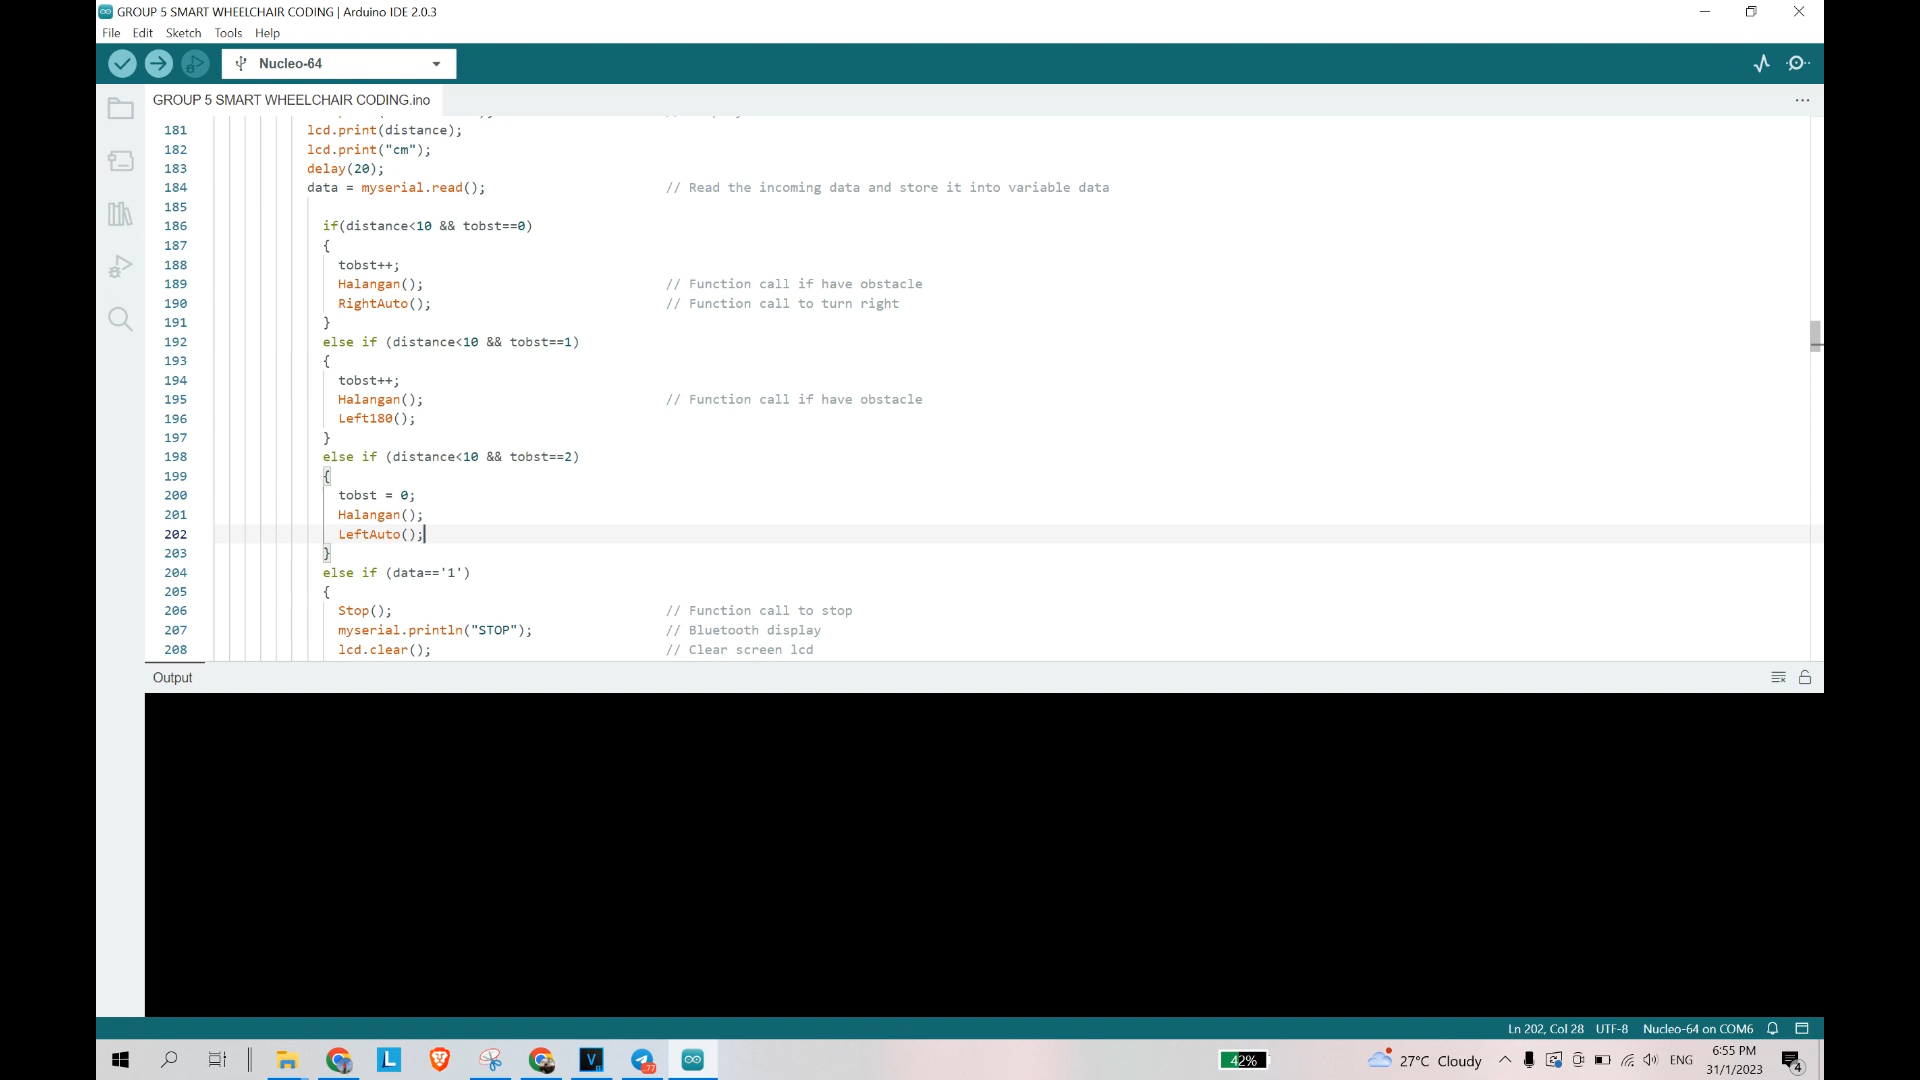 GROUP 5 SMART WHEELCHAIR CODING | Arduino IDE 2.0.3
File Edit Sketch Tools Help
Nucleo-64
GROUP 5 SMART WHEELCHAIR CODING.ino
181 lcd.print(distance);
182 lcd.print("cm");
183 delay(20);
184 data = myserial.read(); // Read the incoming data and store it into variable data
185
186 if(distance<10 && tobst==0)
187 {
188 tobst++;
189 Halangan(); // Function call if have obstacle
190 RightAuto(); // Function call to turn right
191 }
192 else if (distance<10 && tobst==1)
193 {
194 tobst++;
195 Halangan(); // Function call if have obstacle
196 Left180();
197 }
198 else if (distance<10 && tobst==2)
199 {
200 tobst = 0;
201 Halangan();
202 LeftAuto();
203 }
204 else if (data=='1')
205 {
206 Stop(); // Function call to stop
207 myserial.println("STOP"); // Bluetooth display
208 lcd.clear(); // Clear screen lcd
Output
Ln 202, Col 28 UTF-8 Nucleo-64 on COM6
L V 77 42% 27°C Cloudy ENG 6:55 PM
31/1/2023 4